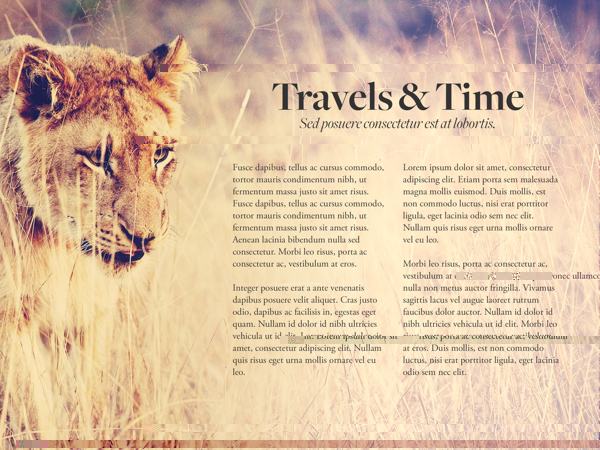 Travels & Time
Sed posuere consectetur est at lobortis.
Fusce dapibus, tellus ac cursus commodo,
tortor mauris condimentum nibh, ut
fermentum massa justo sit amet risus.
Fusce dapibus, tellus ac cursus commodo,
tortor mauris condimentum nibh, ut
fermentum massa justo sit amet risus.
Aenean lacinia bibendum nulla sed
consectetur. Morbi leo risus, porta ac
consectetur ac, vestibulum at eros.
Integer posuere erat a ante venenatis
dapibus posuere velit aliquet. Cras justo
odio, dapibus ac facilisis in, egestas eget
quam. Nullam id dolor id nibh ultricies
vehicula ut id
amet, consectetur adipiscing elit. Nullam
quis risus eget urna mollis ornare vel eu
leo.
Lorem ipsum dolor sit amet, consectetur
adipiscing elit. Etiam porta sem malesuada
magna mollis euismod. Duis mollis, est
non commodo luctus, nisi erat porttitor
ligula, eget lacinia odio sem nec elit.
Nullam quis risus eget urna mollis ornare
vel eu leo.
Morbi leo risus, porta ac consectetur ac,
vestibulum at
nulla non metus auctor fringilla. Vivamus
sagittis lacus vel augue laoreet rutrum
faucibus dolor auctor. Nullam id dolor id
nibh ultricies vehicula ut id elit. Morbi leo
at eros. Duis mollis, est non commodo
luctus, nisi erat porttitor ligula, eget lacinia
odio sem nec elit.